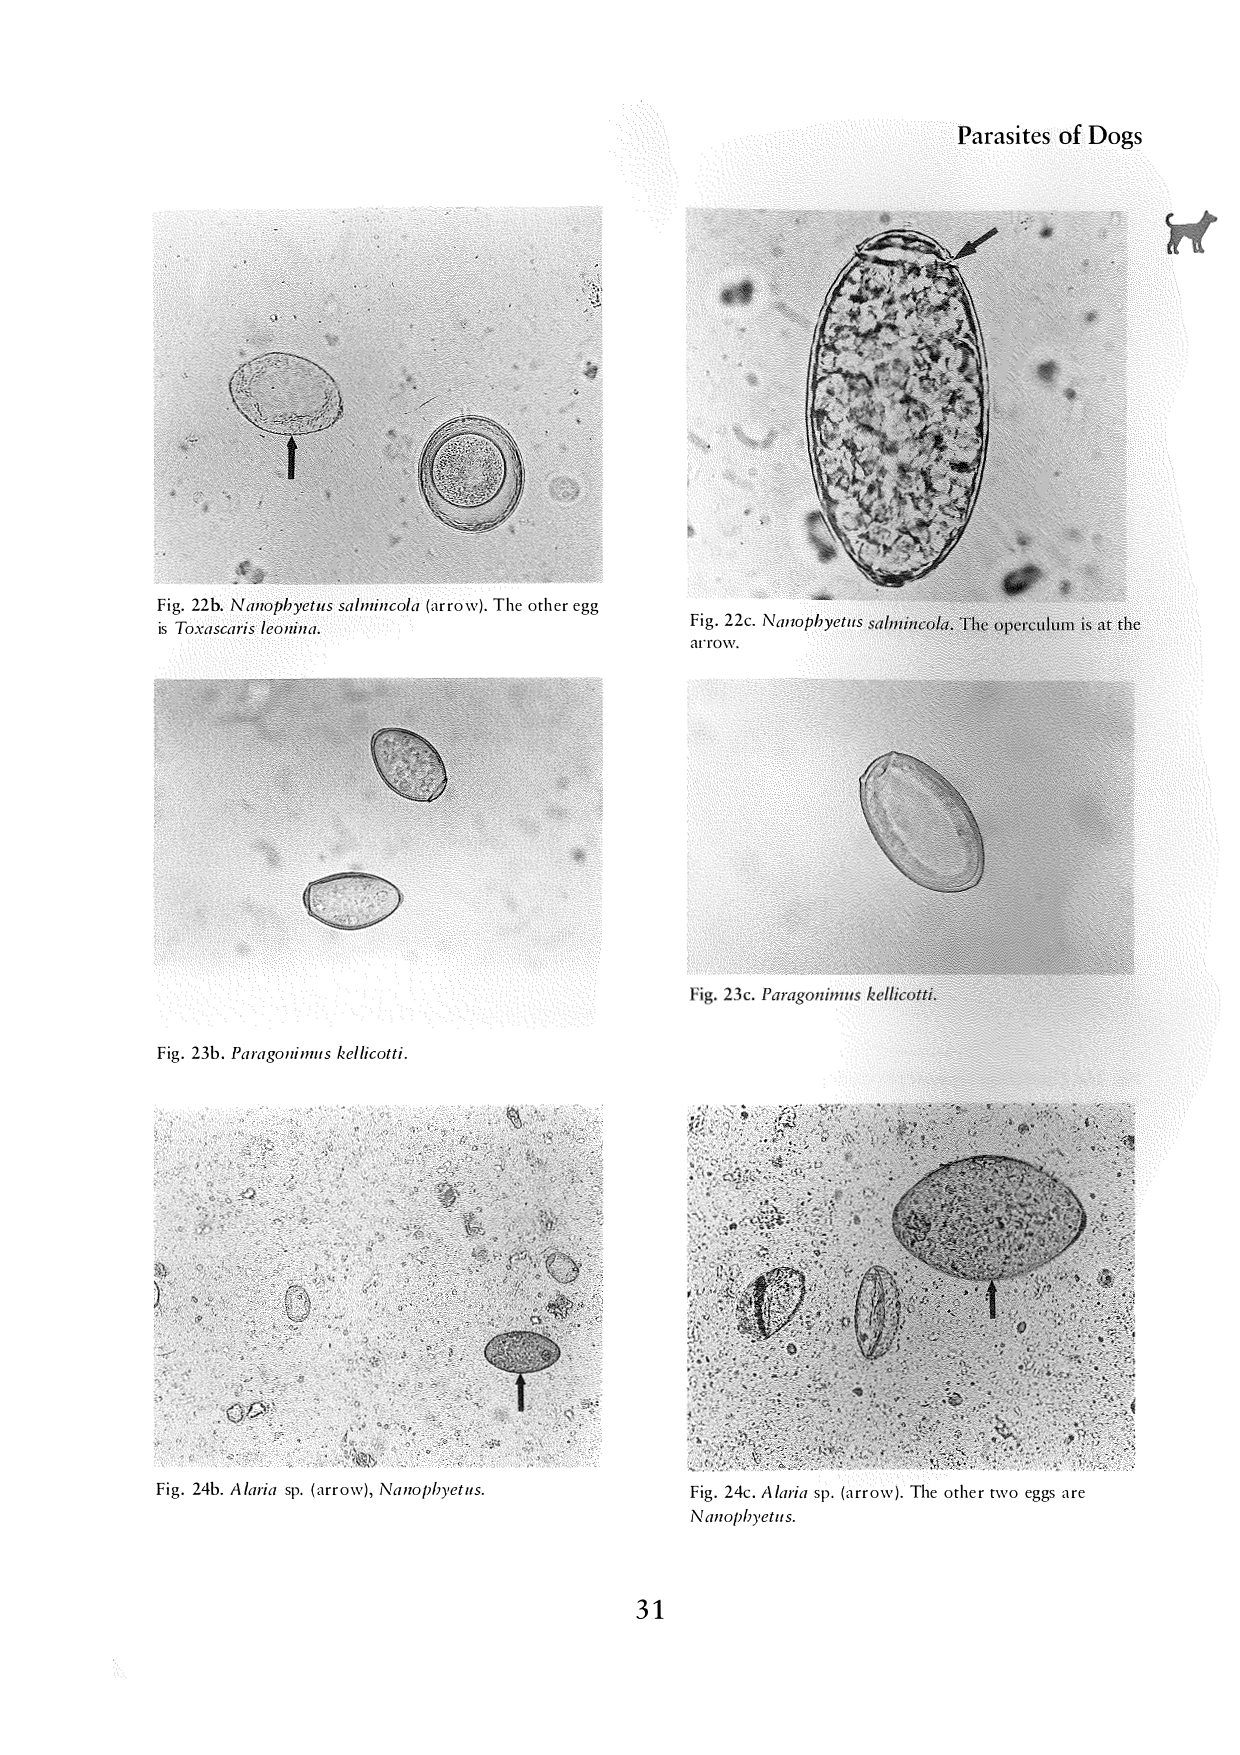 Parasites of Dogs
Fig. 22b. Nanophyetus salmincola (arrow). The other egg
is Toxascaris leonina.
Fig. 22c. Nanophyetus salmincola. The operculum is at the
arrow.
Fig. 23b. Paragonimus kellicotti.
Fig. 23c. Paragonimus kellicotti.
Fig. 24b. Alaria sp. (arrow), Nanophyetus.
Fig. 24c. Alaria sp. (arrow). The other two eggs are
Nanophyetus.
31